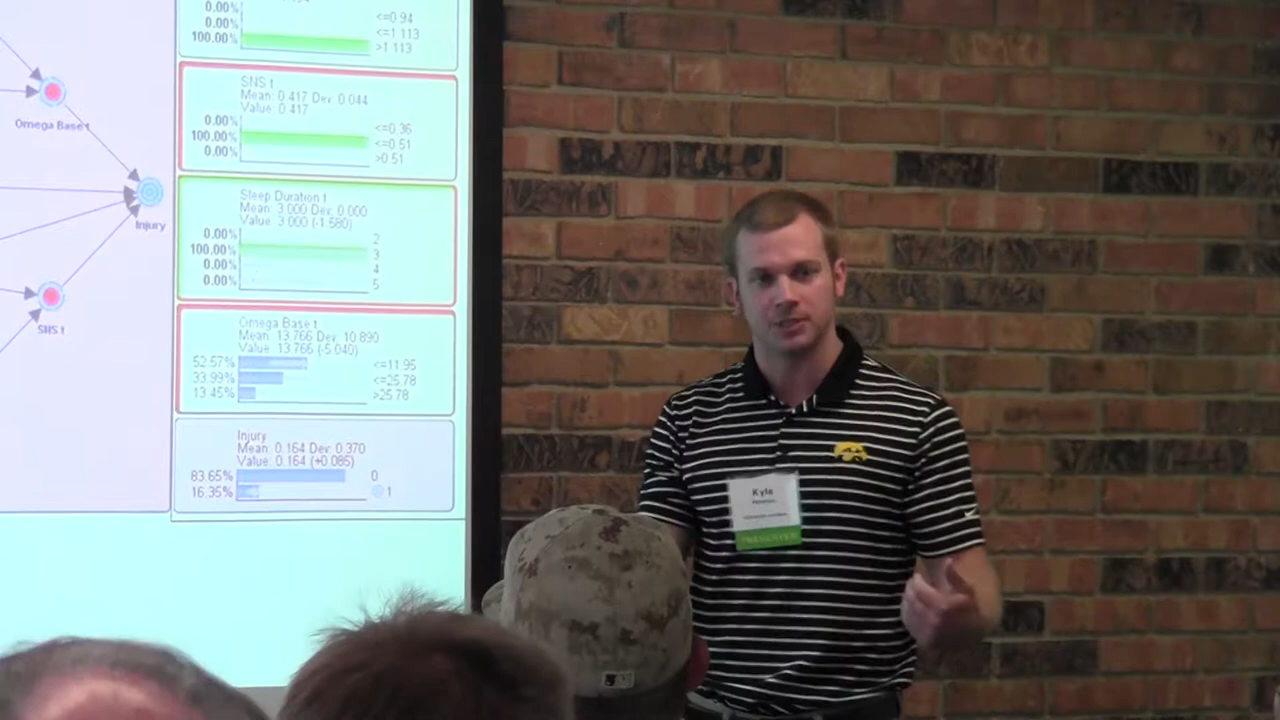 0.00%
0.00%
100.00%
<=0.94
<=1.113
>1.113
SNS t
Mean: 0.417 Dev: 0.044
Value: 0.417
0.00%
100.00%
0.00%
<=0.36
<=0.51
>0.51
Sleep Duration t
Mean: 3.000 Dev: 0.000
Value: 3.000 (-1.580)
0.00%
100.00%
0.00%
0.00%
2
3
4
5
Omega Base t
Mean: 13.766 Dev: 10.890
Value: 13.766 (-5.040)
52.57%
33.99%
13.45%
<=11.95
<=25.78
>25.78
Injury
Mean: 0.164 Dev: 0.370
Value: 0.164 (+0.085)
83.65% 0
16.35% 1
Omega Base t
Injury
SNS t
Kyle
PRESENTER